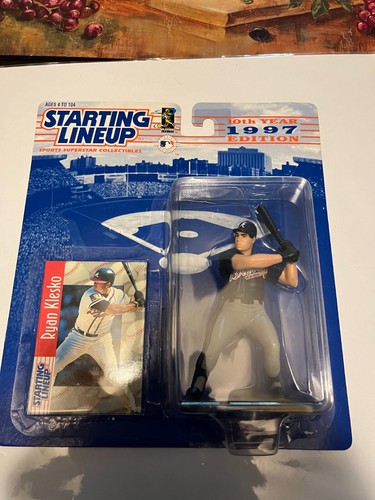 AGES 4 TO 104
STARTING
LINEUP
SPORTS SUPERSTAR COLLECTIBLES
10th YEAR
1997
EDITION
Ryan Klesko
STARTING
LINEUP